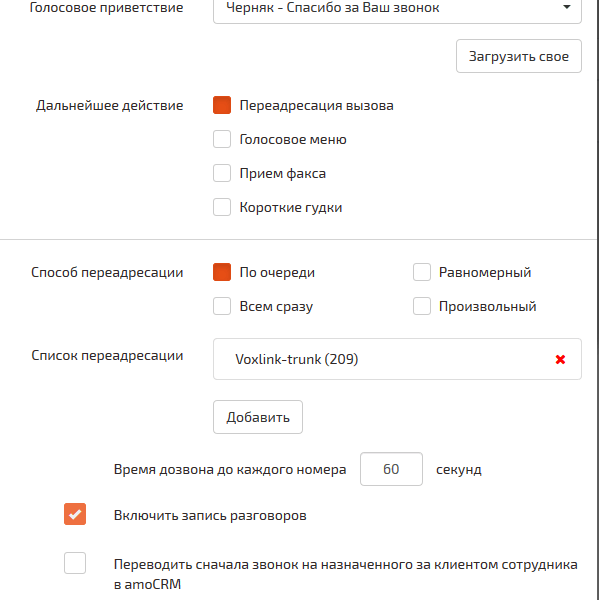 Голосовое приветствие Черняк - Спасибо за Ваш звонок
Загрузить свое
Дальнейшее действие Переадресация вызова
Голосовое меню
Прием факса
Короткие гудки
Способ переадресации По очереди Равномерный
Всем сразу Произвольный
Список переадресации Voxlink-trunk (209)
Добавить
Время дозвона до каждого номера 60 секунд
Включить запись разговоров
Переводить сначала звонок на назначенного за клиентом сотрудника
в amoCRM